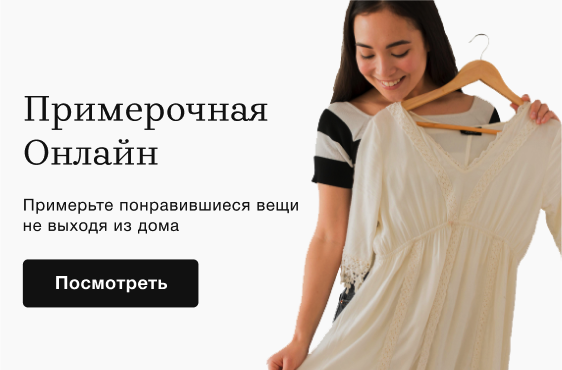 Примерочная
Онлайн
Примерьте понравившиеся вещи
не выходя из дома
Посмотреть